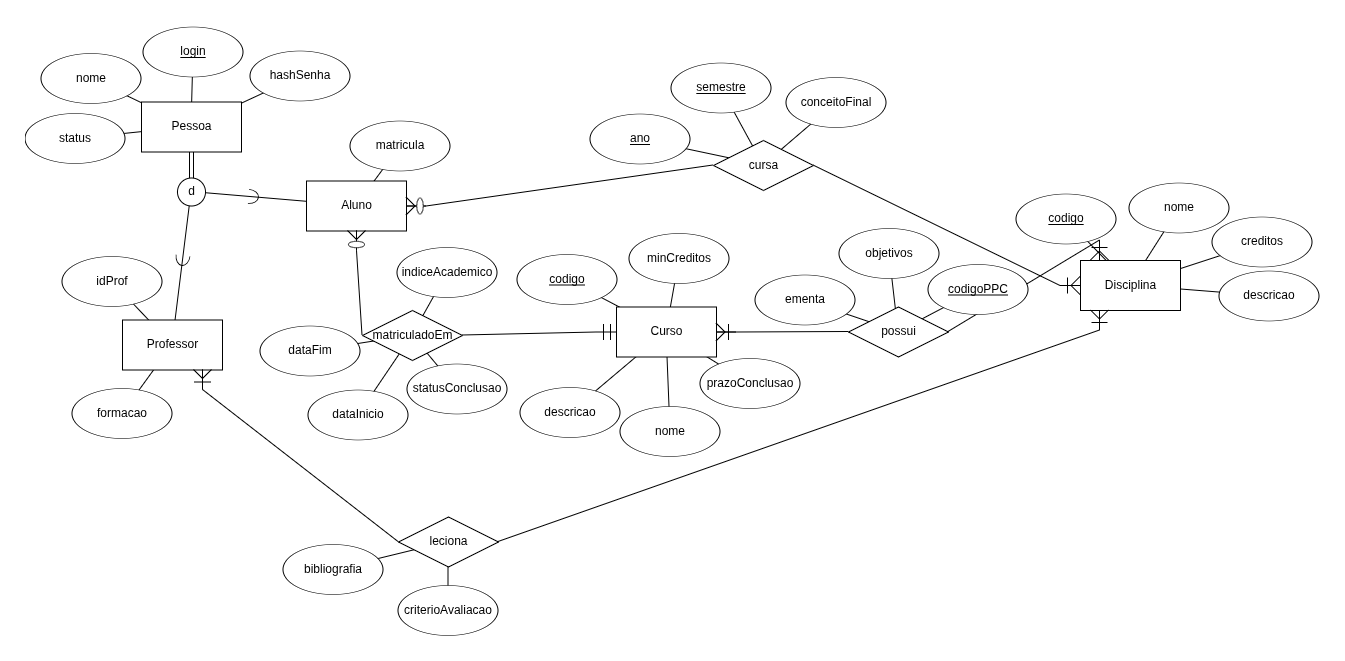 login
nome
hashSenha
status
Pessoa
d
matricula
Aluno
semestre
conceitoFinal
ano
cursa
codigo
nome
creditos
Disciplina
descricao
idProf
Professor
formacao
indiceAcademico
matriculadoEm
dataFim
statusConclusao
dataInicio
codigo
minCreditos
Curso
descricao
nome
prazoConclusao
objetivos
ementa
codigoPPC
possui
leciona
bibliografia
criterioAvaliacao